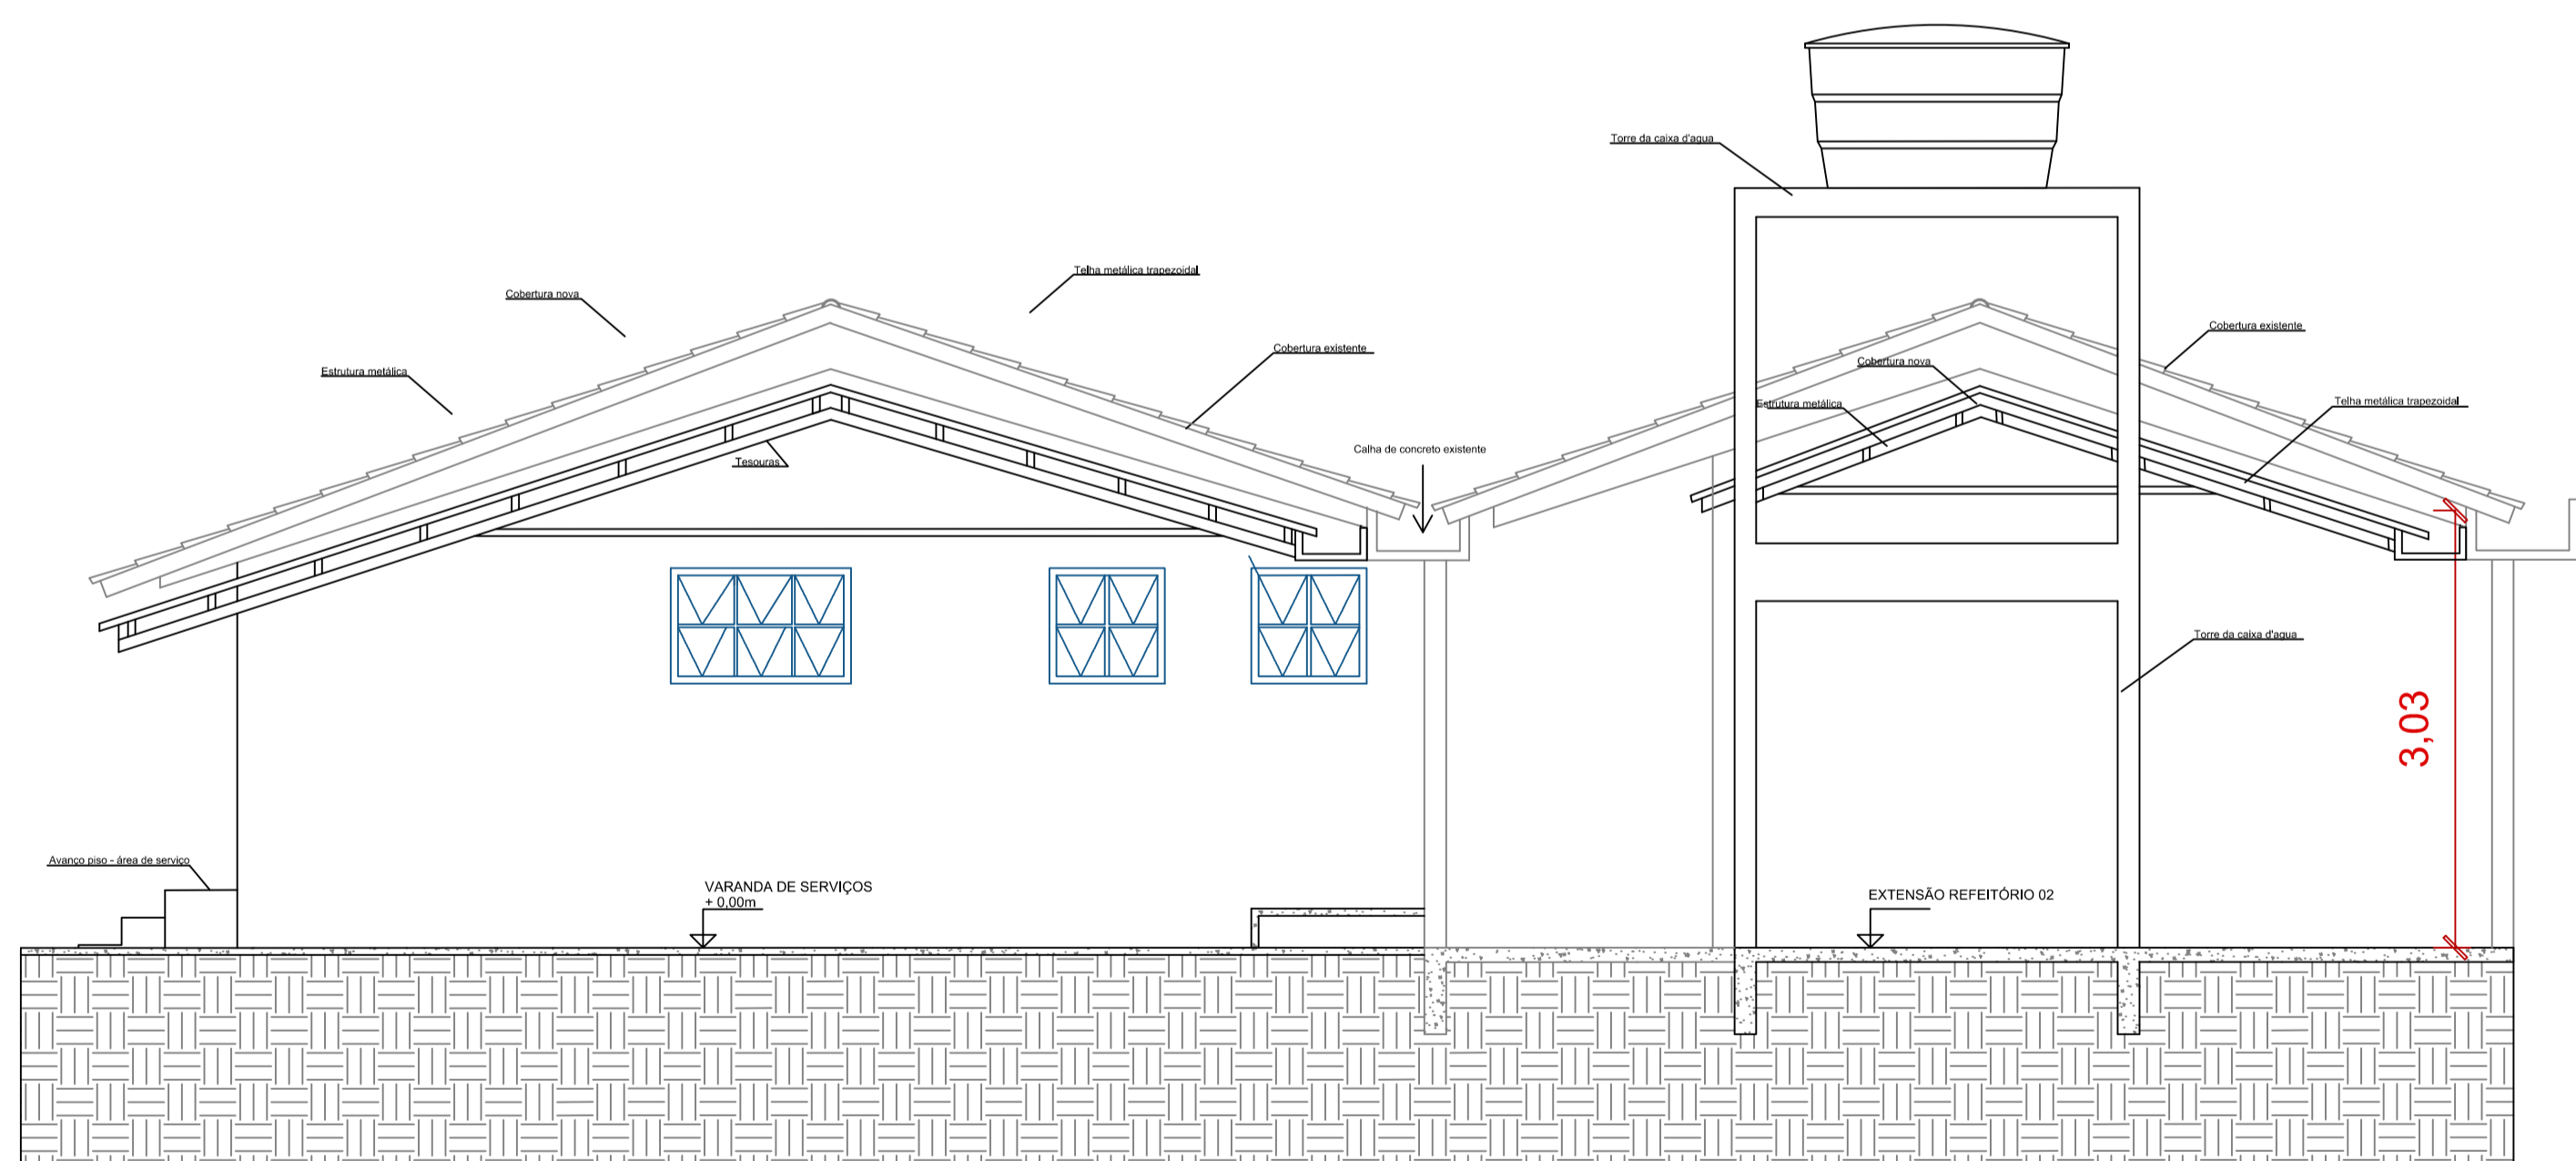 Torre da caixa d'agua
Telha metálica trapezoidal
Cobertura nova
Cobertura existente
Cobertura existente
Cobertura nova
Estrutura metálica
Telha metálica trapezoidal
Estrutura metálica
Calha de concreto existente
Tesouras
Torre da caixa d'agua
3,03
Avanço piso - área de serviço
VARANDA DE SERVIÇOS
+ 0,00m
EXTENSÃO REFEITÓRIO 02